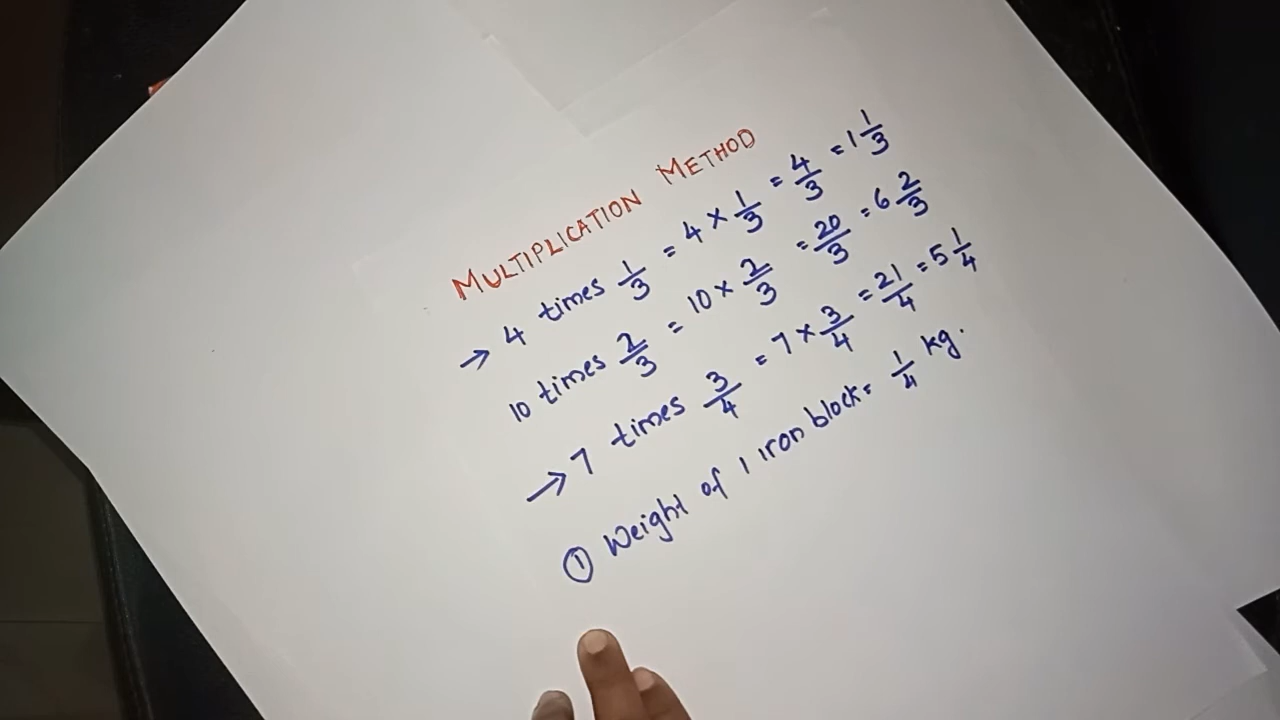 MULTIPLICATION METHOD
→ 4 times 1/3 = 4 × 1/3 = 4/3 = 1 1/3
10 times 2/3 = 10 × 2/3 = 20/3 = 6 2/3
→ 7 times 3/4 = 7 × 3/4 = 21/4 = 5 1/4
① Weight of 1 iron block = 1/4 kg.